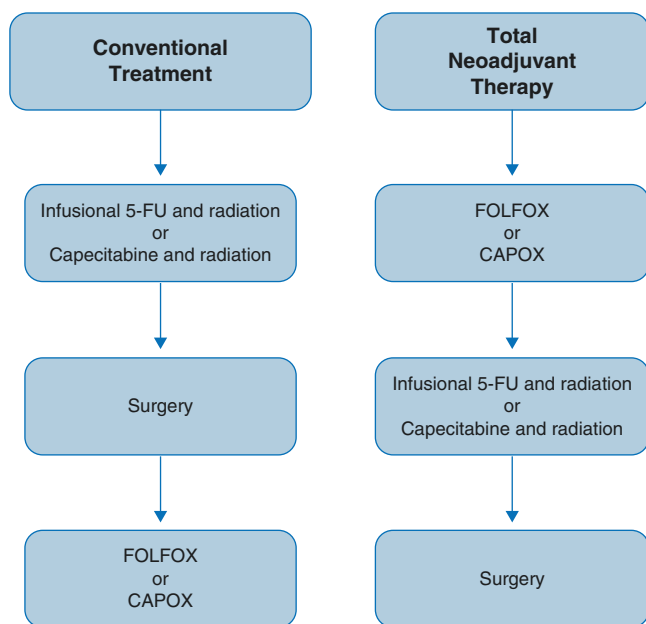 Conventional
Treatment
Infusional 5-FU and radiation
or
Capecitabine and radiation
Surgery
FOLFOX
or
CAPOX
Total
Neoadjuvant
Therapy
FOLFOX
or
CAPOX
Infusional 5-FU and radiation
or
Capecitabine and radiation
Surgery